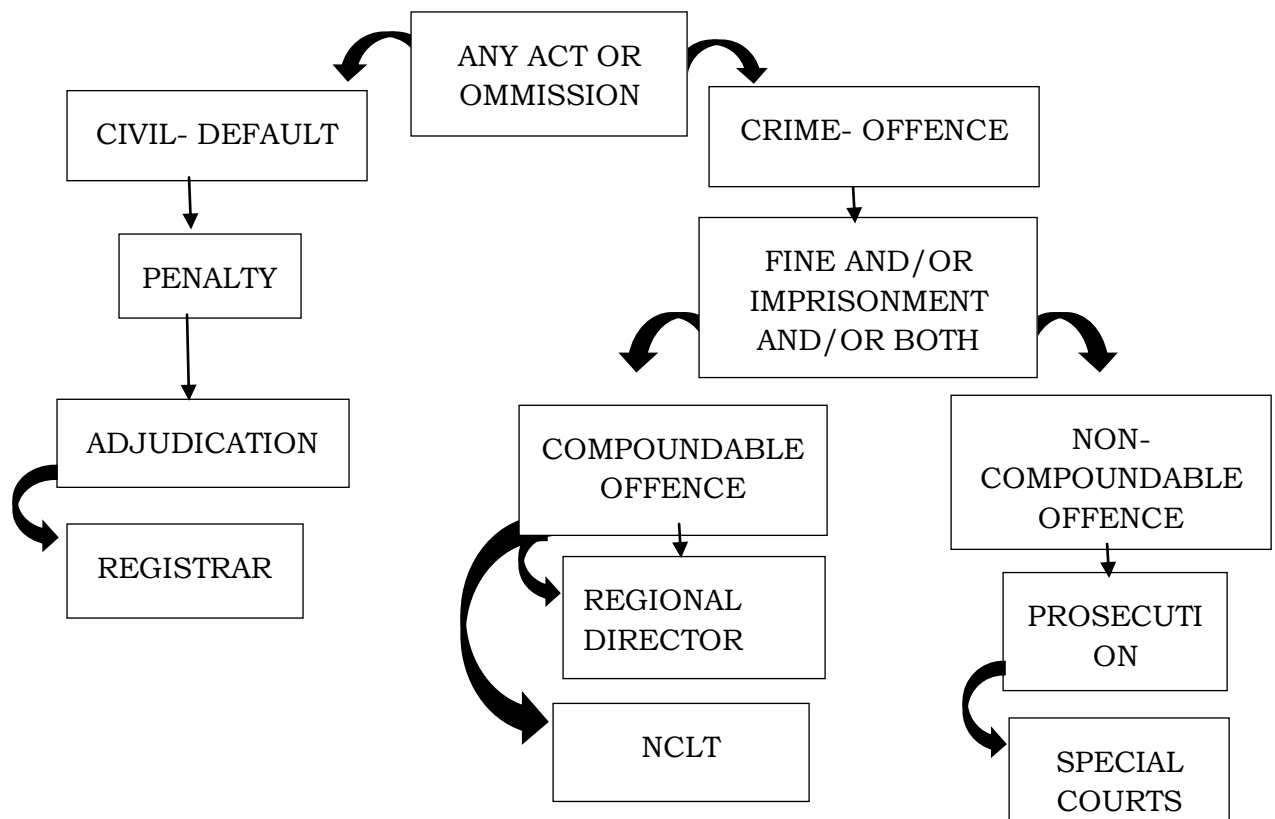 ANY ACT OR
OMMISSION
CIVIL- DEFAULT
CRIME- OFFENCE
PENALTY
FINE AND/OR
IMPRISONMENT
AND/OR BOTH
ADJUDICATION
COMPOUNDABLE
OFFENCE
NON-
COMPOUNDABLE
OFFENCE
REGISTRAR
REGIONAL
DIRECTOR
PROSECUTI
ON
NCLT
SPECIAL
COURTS